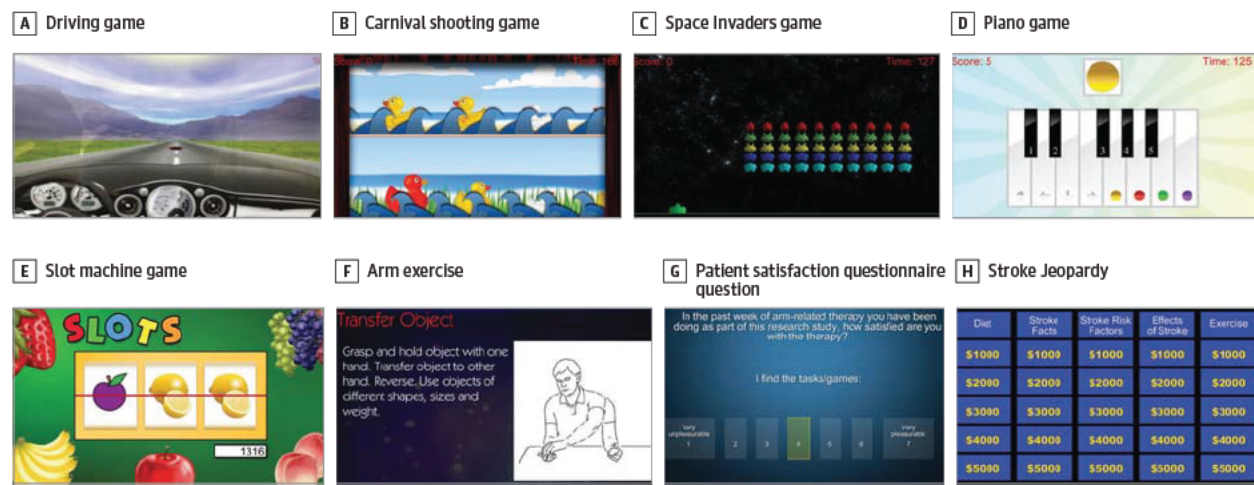 A Driving game
B Carnival shooting game
C Space Invaders game
D Piano game
Score: 0
Time: 166
Score: 0
Time: 127
Score: 5
Time: 125
1 2 3 4 5
E Slot machine game
F Arm exercise
G Patient satisfaction questionnaire
question
H Stroke Jeopardy
SLOTS
1316
Transfer Object
Grasp and hold object with one
hand. Transfer object to other
hand. Reverse. Use objects of
different shapes, sizes and
weight.
In the past week of arm-related therapy you have been
doing as part of this research study, how satisfied are you
with the therapy?
I find the tasks/games:
Very
unpleasurable
1
2 3 4 5 6
Very
pleasurable
7
Diet
Stroke
Facts
Stroke Risk
Factors
Effects
of Stroke
Exercise
$1000 $1000 $1000 $1000 $1000
$2000 $2000 $2000 $2000 $2000
$3000 $3000 $3000 $3000 $3000
$4000 $4000 $4000 $4000 $4000
$5000 $5000 $5000 $5000 $5000